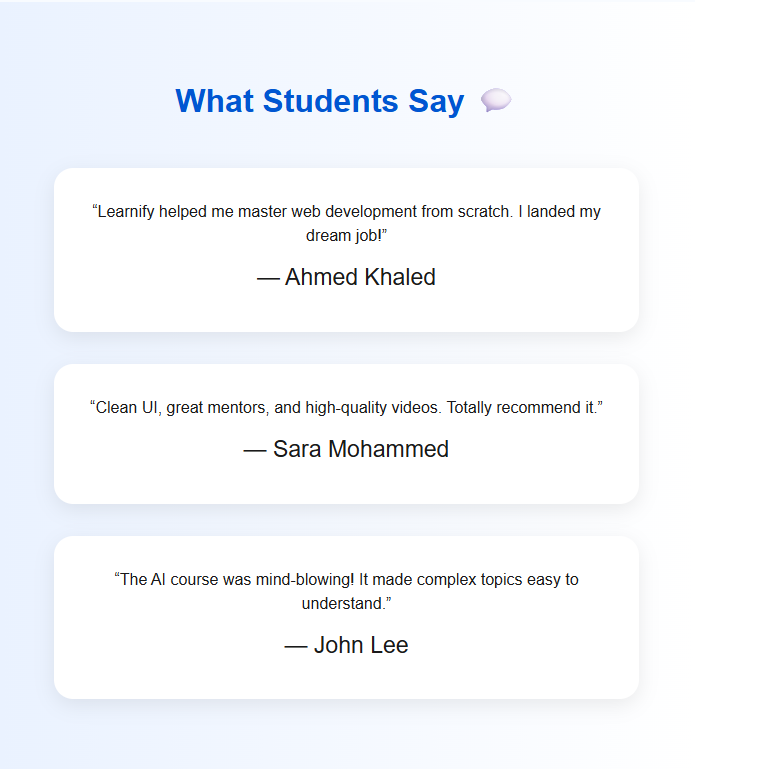 What Students Say 💬
“Learnify helped me master web development from scratch. I landed my
dream job!”
— Ahmed Khaled
“Clean UI, great mentors, and high-quality videos. Totally recommend it.”
— Sara Mohammed
“The AI course was mind-blowing! It made complex topics easy to
understand.”
— John Lee